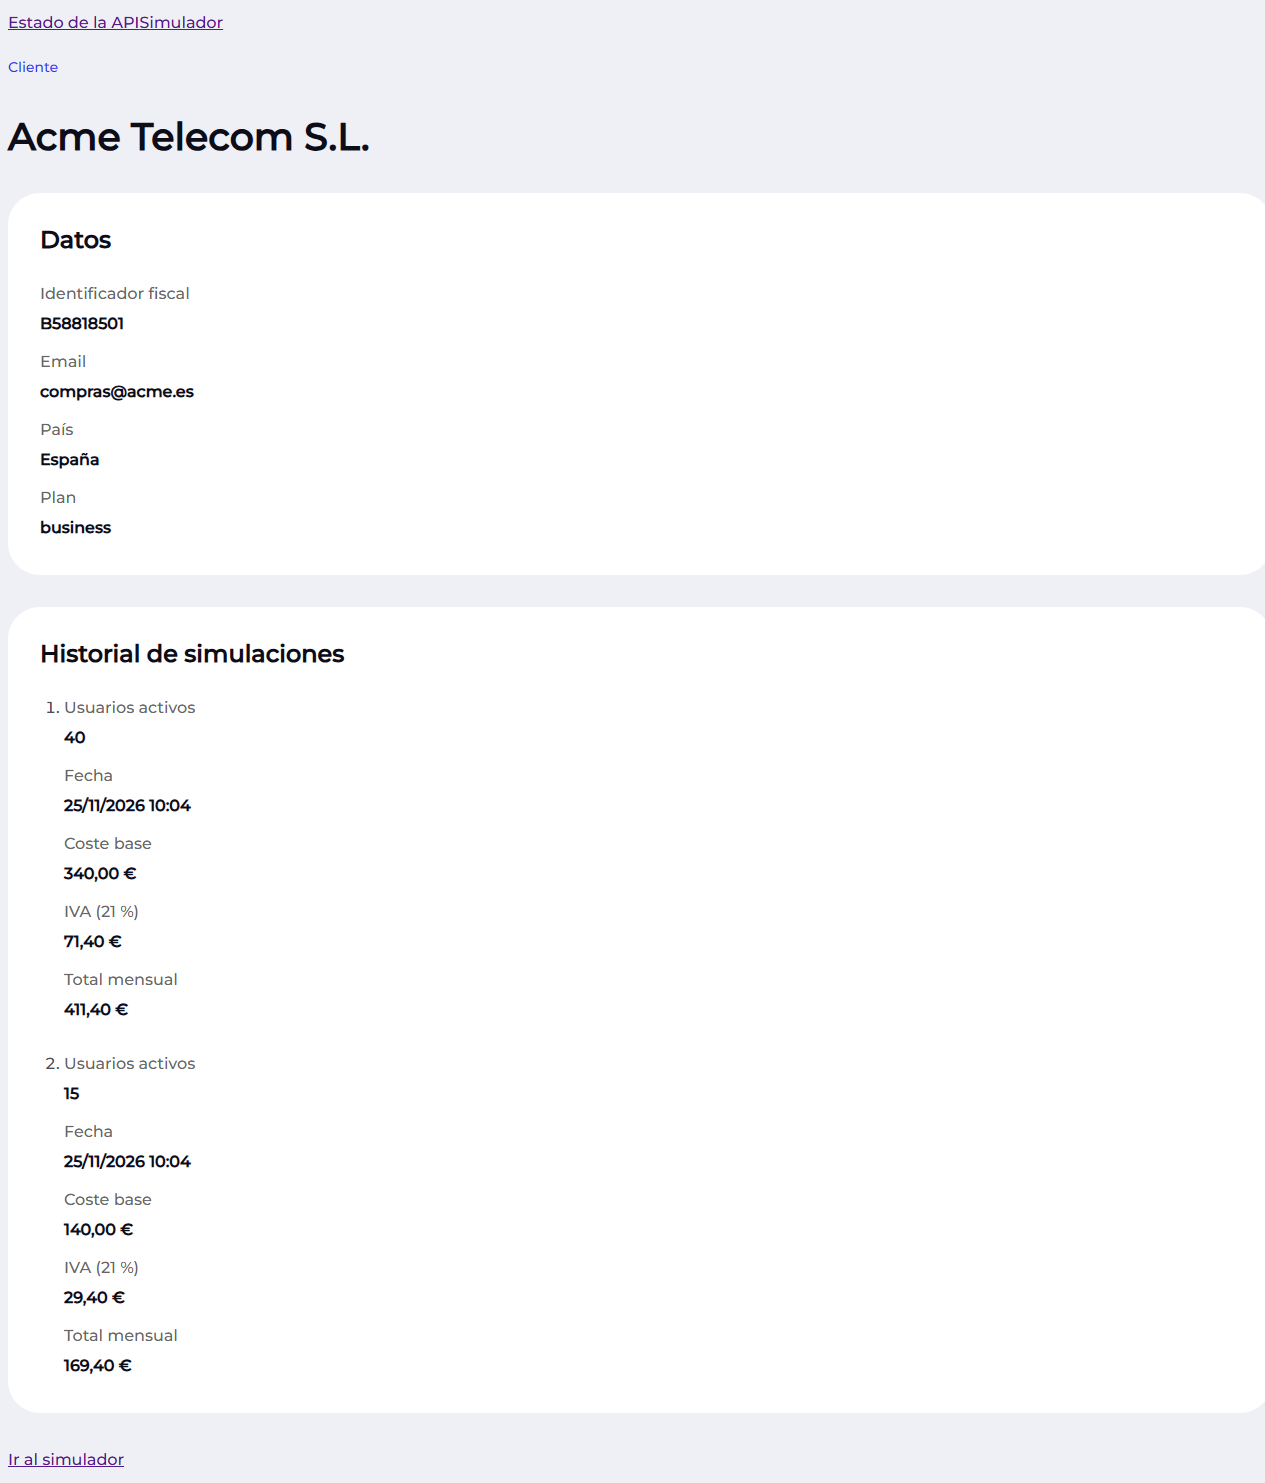 Estado de la APISimulador
Cliente
Acme Telecom S.L.
Datos
Identificador fiscal
B58818501
Email
compras@acme.es
País
España
Plan
business
Historial de simulaciones
1. Usuarios activos
40
Fecha
25/11/2026 10:04
Coste base
340,00 €
IVA (21 %)
71,40 €
Total mensual
411,40 €
2. Usuarios activos
15
Fecha
25/11/2026 10:04
Coste base
140,00 €
IVA (21 %)
29,40 €
Total mensual
169,40 €
Ir al simulador